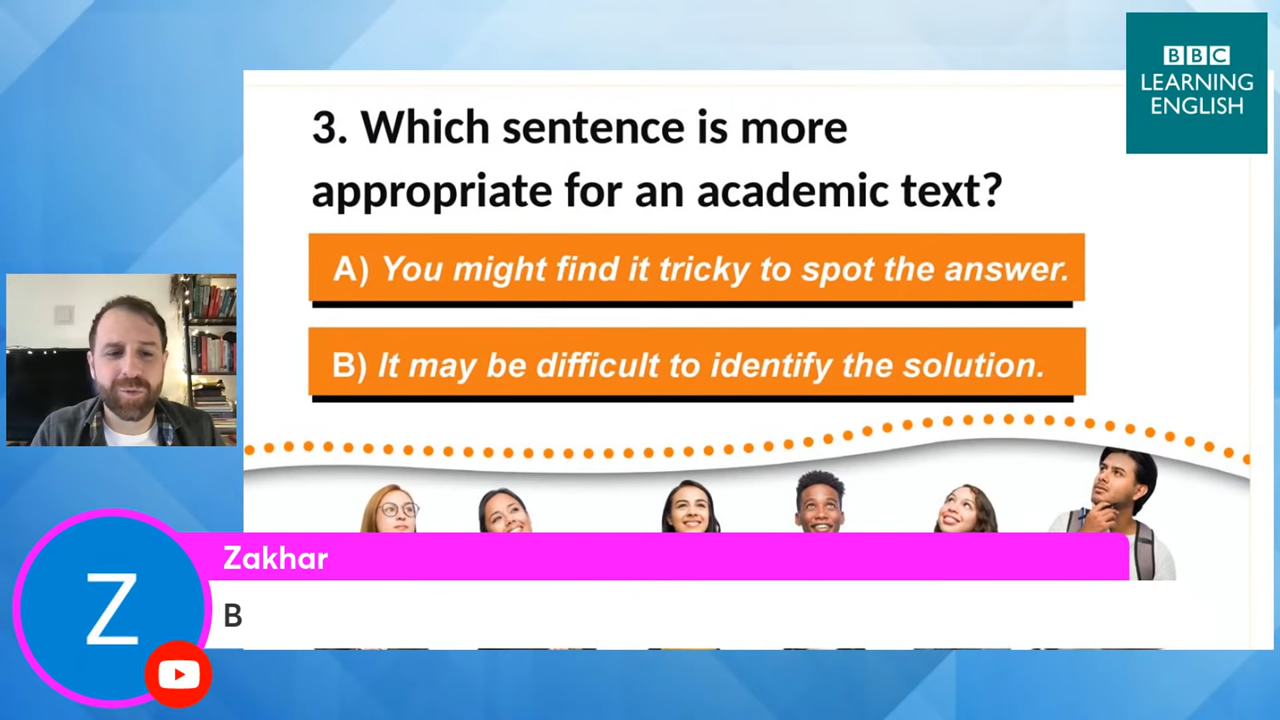 BBC
LEARNING
ENGLISH
3. Which sentence is more
appropriate for an academic text?
A) You might find it tricky to spot the answer.
B) It may be difficult to identify the solution.
Z
Zakhar
B